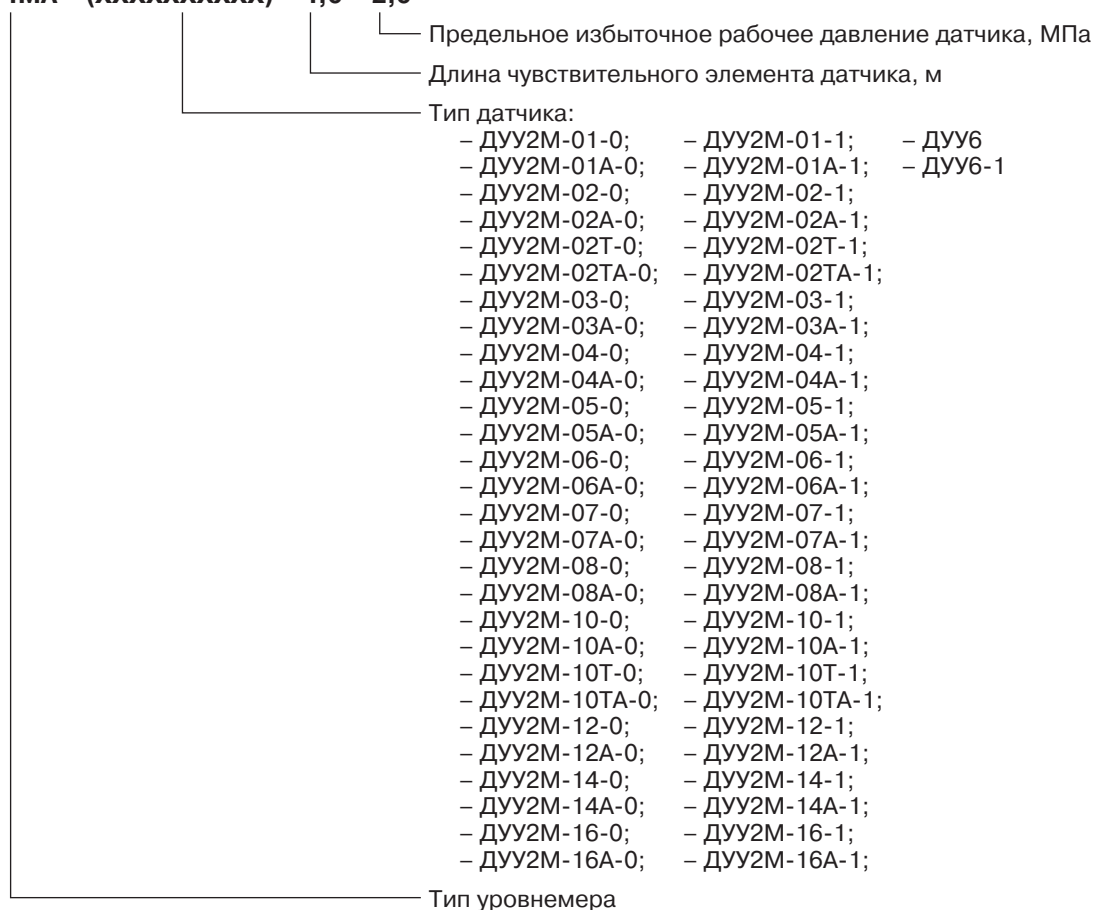 Предельное избыточное рабочее давление датчика, МПа
Длина чувствительного элемента датчика, м
Тип датчика:
– ДУУ2М-01-0; – ДУУ2М-01-1; – ДУУ6
– ДУУ2М-01А-0; – ДУУ2М-01А-1; – ДУУ6-1
– ДУУ2М-02-0; – ДУУ2М-02-1;
– ДУУ2М-02А-0; – ДУУ2М-02А-1;
– ДУУ2М-02Т-0; – ДУУ2М-02Т-1;
– ДУУ2М-02ТА-0; – ДУУ2М-02ТА-1;
– ДУУ2М-03-0; – ДУУ2М-03-1;
– ДУУ2М-03А-0; – ДУУ2М-03А-1;
– ДУУ2М-04-0; – ДУУ2М-04-1;
– ДУУ2М-04А-0; – ДУУ2М-04А-1;
– ДУУ2М-05-0; – ДУУ2М-05-1;
– ДУУ2М-05А-0; – ДУУ2М-05А-1;
– ДУУ2М-06-0; – ДУУ2М-06-1;
– ДУУ2М-06А-0; – ДУУ2М-06А-1;
– ДУУ2М-07-0; – ДУУ2М-07-1;
– ДУУ2М-07А-0; – ДУУ2М-07А-1;
– ДУУ2М-08-0; – ДУУ2М-08-1;
– ДУУ2М-08А-0; – ДУУ2М-08А-1;
– ДУУ2М-10-0; – ДУУ2М-10-1;
– ДУУ2М-10А-0; – ДУУ2М-10А-1;
– ДУУ2М-10Т-0; – ДУУ2М-10Т-1;
– ДУУ2М-10ТА-0; – ДУУ2М-10ТА-1;
– ДУУ2М-12-0; – ДУУ2М-12-1;
– ДУУ2М-12А-0; – ДУУ2М-12А-1;
– ДУУ2М-14-0; – ДУУ2М-14-1;
– ДУУ2М-14А-0; – ДУУ2М-14А-1;
– ДУУ2М-16-0; – ДУУ2М-16-1;
– ДУУ2М-16А-0; – ДУУ2М-16А-1;
Тип уровнемера